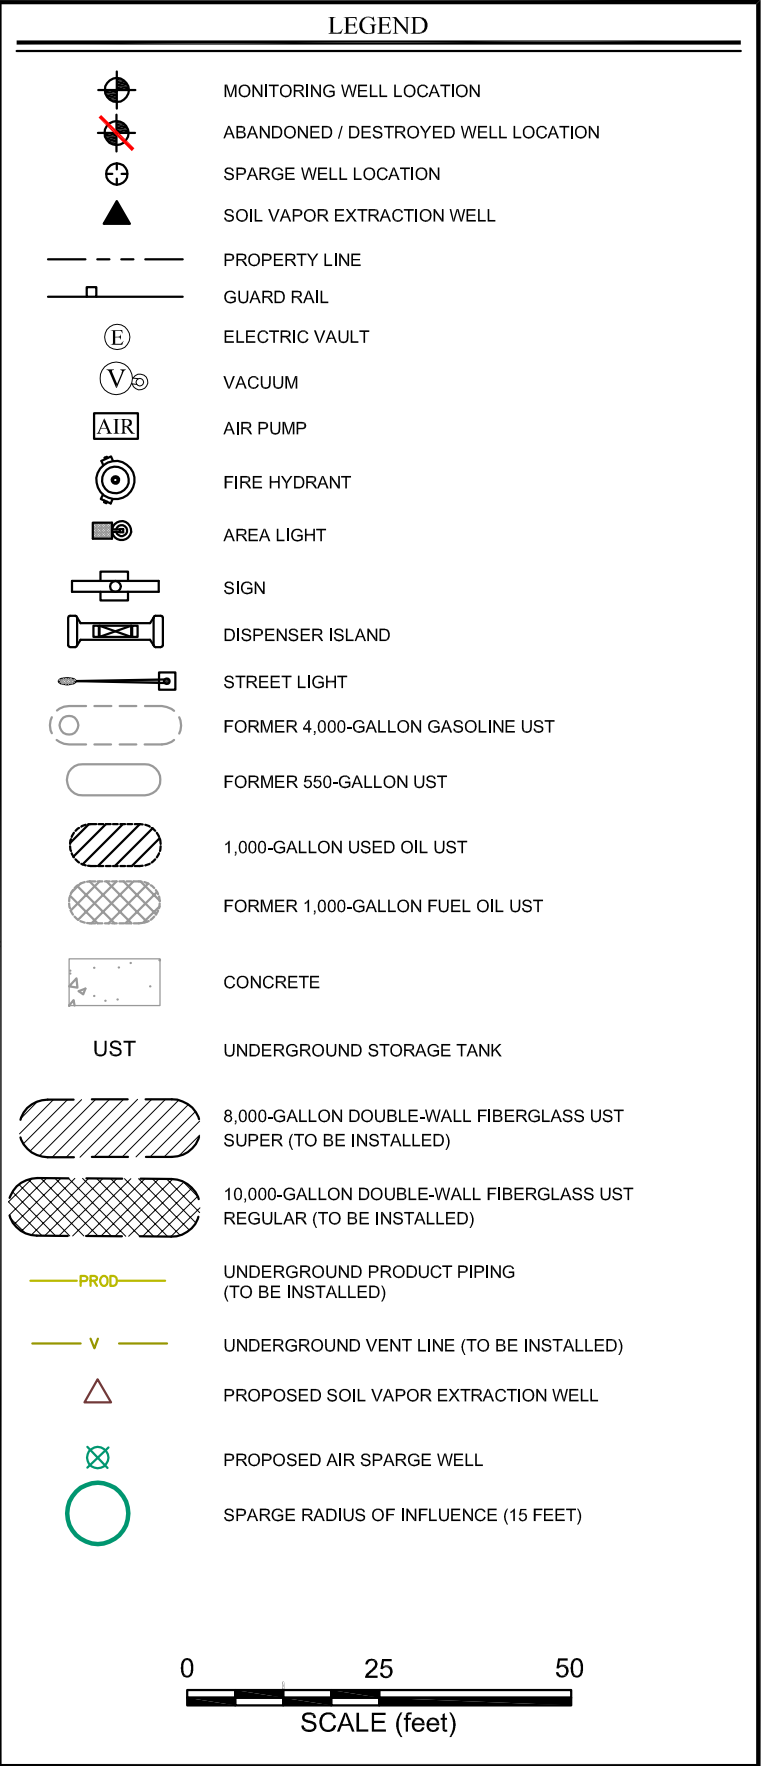 LEGEND
MONITORING WELL LOCATION
ABANDONED / DESTROYED WELL LOCATION
SPARGE WELL LOCATION
SOIL VAPOR EXTRACTION WELL
PROPERTY LINE
GUARD RAIL
E ELECTRIC VAULT
V VACUUM
AIR AIR PUMP
FIRE HYDRANT
AREA LIGHT
SIGN
DISPENSER ISLAND
STREET LIGHT
FORMER 4,000-GALLON GASOLINE UST
FORMER 550-GALLON UST
1,000-GALLON USED OIL UST
FORMER 1,000-GALLON FUEL OIL UST
CONCRETE
UST UNDERGROUND STORAGE TANK
8,000-GALLON DOUBLE-WALL FIBERGLASS UST
SUPER (TO BE INSTALLED)
10,000-GALLON DOUBLE-WALL FIBERGLASS UST
REGULAR (TO BE INSTALLED)
PROD UNDERGROUND PRODUCT PIPING
(TO BE INSTALLED)
V UNDERGROUND VENT LINE (TO BE INSTALLED)
PROPOSED SOIL VAPOR EXTRACTION WELL
PROPOSED AIR SPARGE WELL
SPARGE RADIUS OF INFLUENCE (15 FEET)
0 25 50
SCALE (feet)